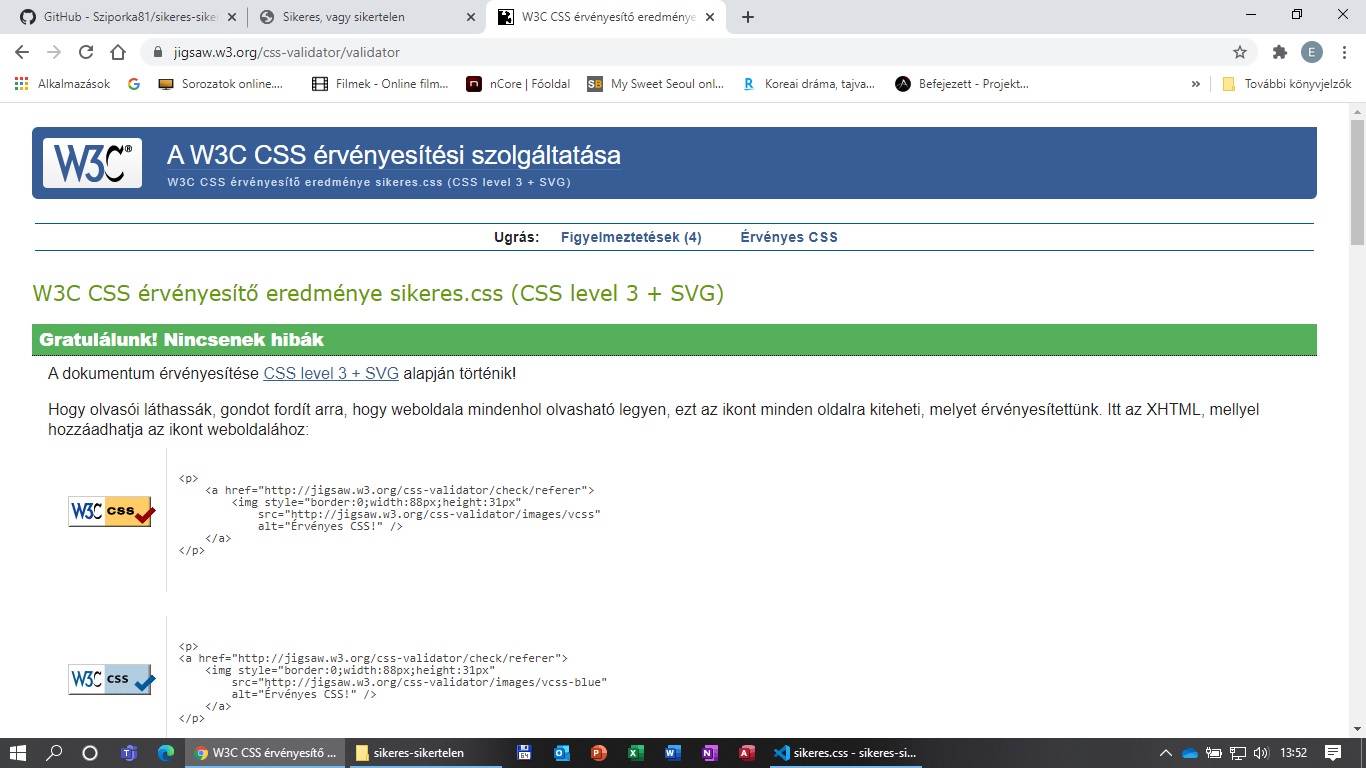 GitHub - Sziporka81/sikeres-siker
Sikeres, vagy sikertelen
W3C CSS érvényesítő eredménye
jigsaw.w3.org/css-validator/validator
E
Alkalmazások
G
Sorozatok online....
Filmek - Online film...
n
nCore | Főoldal
SB
My Sweet Seoul onl...
R
Koreai dráma, tajva...
A
Befejezett - Projekt...
»
További könyvjelzők
W3C®
A W3C CSS érvényesítési szolgáltatása
W3C CSS érvényesítő eredménye sikeres.css (CSS level 3 + SVG)
Ugrás: Figyelmeztetések (4) Érvényes CSS
W3C CSS érvényesítő eredménye sikeres.css (CSS level 3 + SVG)
Gratulálunk! Nincsenek hibák
A dokumentum érvényesítése CSS level 3 + SVG alapján történik!
Hogy olvasói láthassák, gondot fordít arra, hogy weboldala mindenhol olvasható legyen, ezt az ikont minden oldalra kiteheti, melyet érvényesítettünk. Itt az XHTML, mellyel
hozzáadhatja az ikont weboldalához:
W3C css
<p>
<a href="http://jigsaw.w3.org/css-validator/check/referer">
<img style="border:0;width:88px;height:31px"
src="http://jigsaw.w3.org/css-validator/images/vcss"
alt="Érvényes CSS!" />
</a>
</p>
W3C css
<p>
<a href="http://jigsaw.w3.org/css-validator/check/referer">
<img style="border:0;width:88px;height:31px"
src="http://jigsaw.w3.org/css-validator/images/vcss-blue"
alt="Érvényes CSS!" />
</a>
</p>
W3C CSS érvényesítő ...
sikeres-sikertelen
64
sikeres.css - sikeres-si...
13:52